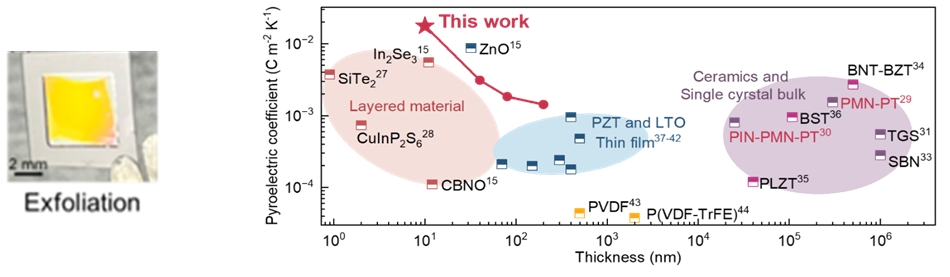 2 mm
Exfoliation
Pyroelectric coefficient (C m⁻² K⁻¹)
10⁻²
10⁻³
10⁻⁴
This work
In₂Se₃¹⁵
ZnO¹⁵
SiTe₂²⁷
Layered material
CuInP₂S₆²⁸
CBNO¹⁵
PZT and LTO
Thin film³⁷⁻⁴²
PVDF⁴³
P(VDF-TrFE)⁴⁴
Ceramics and
Single cyrstal bulk
BNT-BZT³⁴
PMN-PT²⁹
BST³⁶
PIN-PMN-PT³⁰
TGS³¹
SBN³³
PLZT³⁵
10⁰ 10¹ 10² 10³ 10⁴ 10⁵ 10⁶
Thickness (nm)